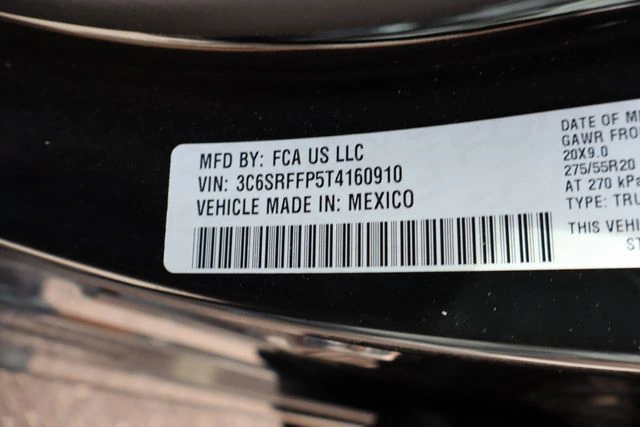 MFD BY: FCA US LLC
VIN: 3C6SRFFP5T4160910
VEHICLE MADE IN: MEXICO
DATE OF M
GAWR FRO
20X9.0
275/55R20
AT 270 kPa
TYPE: TRU
THIS VEHI
ST